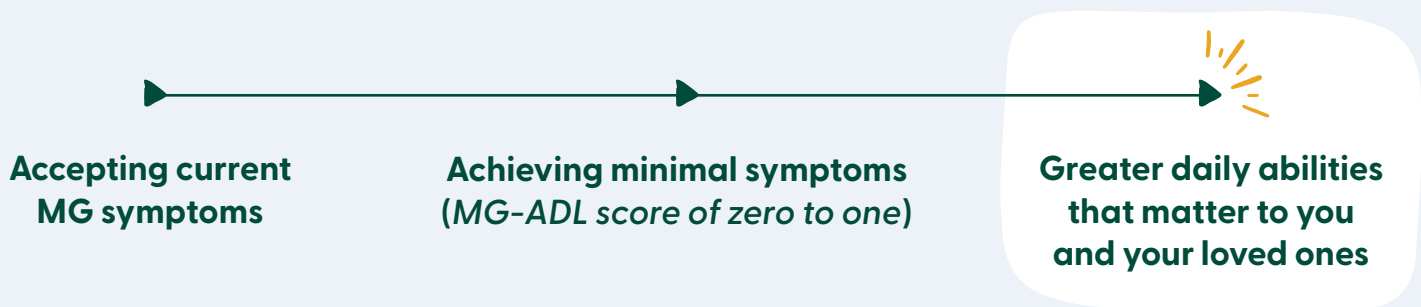 Accepting current
MG symptoms
Achieving minimal symptoms
(MG-ADL score of zero to one)
Greater daily abilities
that matter to you
and your loved ones